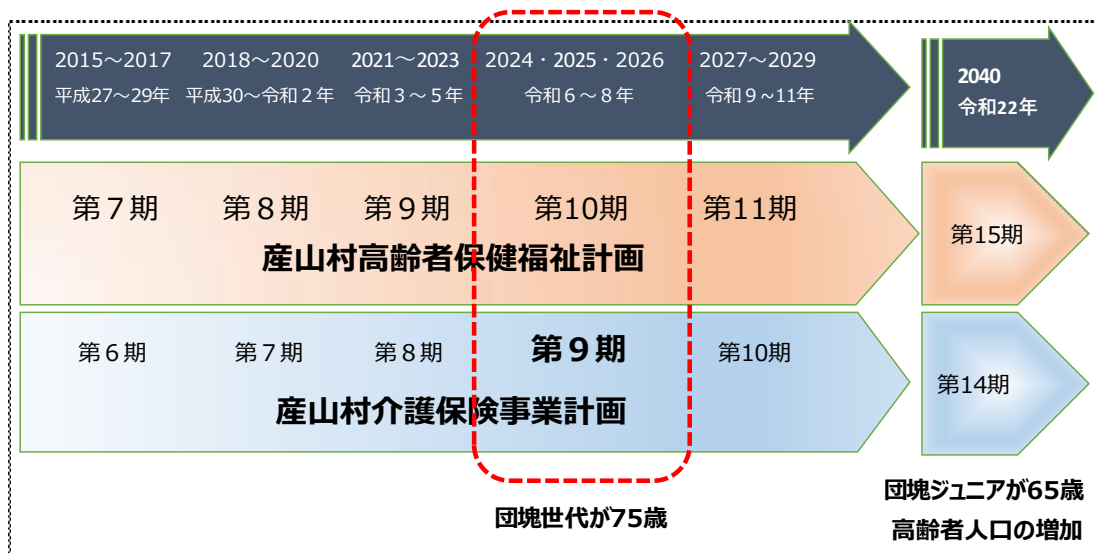 2015～2017 2018～2020 2021～2023 2024・2025・2026 2027～2029
平成27～29年 平成30～令和２年 令和３～５年 令和６～８年 令和９~11年
2040
令和22年
第７期 第８期 第９期 第10期 第11期
産山村高齢者保健福祉計画
第15期
第６期 第７期 第８期 第９期 第10期
産山村介護保険事業計画
第14期
団塊世代が75歳
団塊ジュニアが65歳
高齢者人口の増加